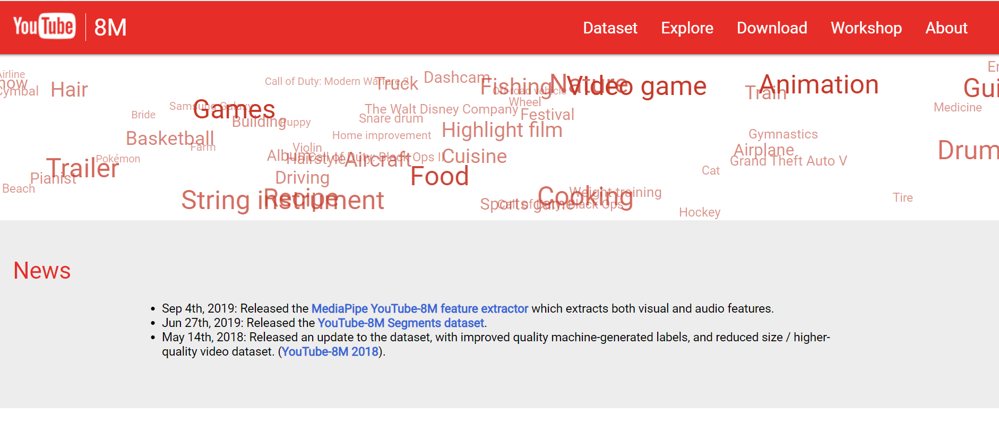 YouTube 8M Dataset Explore Download Workshop About
Airline
Cymbal
Hair
Call of Duty: Modern Warfare 2
Truck
Dashcam
Fishing
Nature
Video game
Off-road vehicle
Wheel
Animation
Train
Medicine
Samsung Galaxy
Games
Bride
Building
Puppy
The Walt Disney Company
Snare drum
Festival
Highlight film
Home improvement
Gymnastics
Basketball
Farm
Violin
Album
Hairstyle
Call of Duty: Black Ops II
Aircraft
Cuisine
Airplane
Grand Theft Auto V
Drum
Pokémon
Trailer
Pianist
Driving
Food
Cat
Beach
String instrument
Recipe
Cooking
Weight training
Sports game
Call of Duty: Black Ops
Hockey
Tire
News
• Sep 4th, 2019: Released the MediaPipe YouTube-8M feature extractor which extracts both visual and audio features.
• Jun 27th, 2019: Released the YouTube-8M Segments dataset.
• May 14th, 2018: Released an update to the dataset, with improved quality machine-generated labels, and reduced size / higher-
quality video dataset. (YouTube-8M 2018).